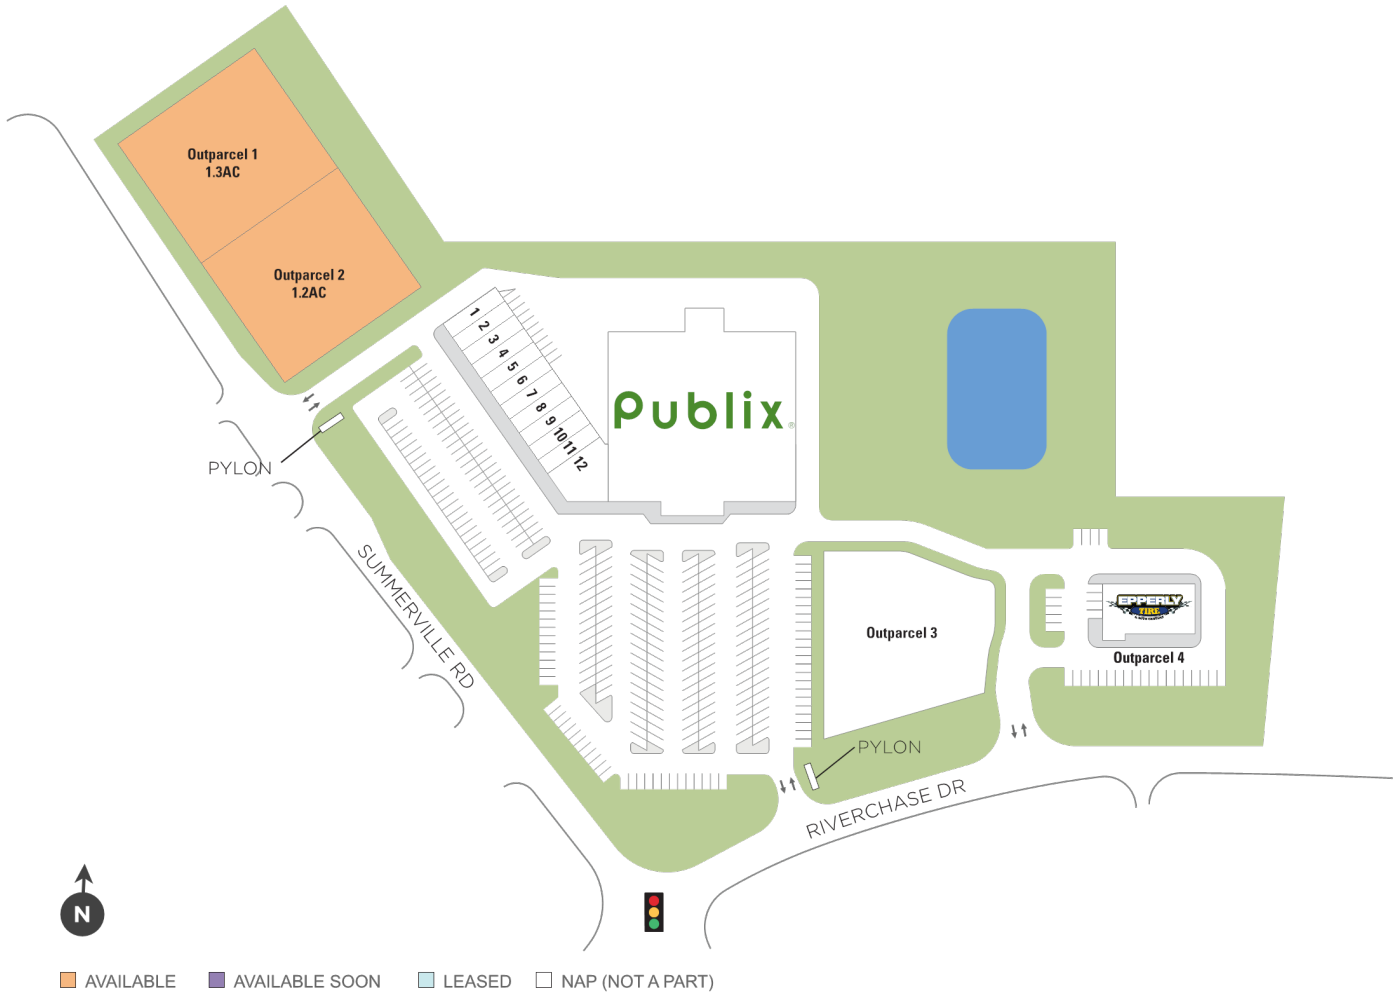 Outparcel 1
1.3AC
Outparcel 2
1.2AC
1
2
3
4
5
6
7
8
9
10
11
12
Publix®
PYLON
SUMMERVILLE RD
EPPERLY
TIRE
Outparcel 3
Outparcel 4
PYLON
RIVERCHASE DR
N
AVAILABLE
AVAILABLE SOON
LEASED
NAP (NOT A PART)